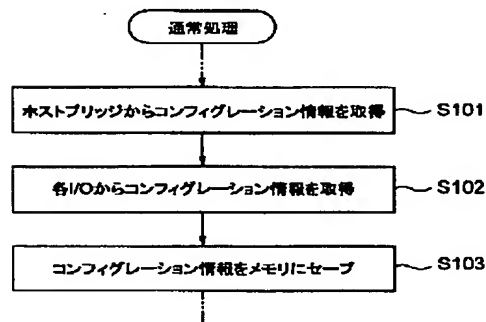 通常処理
ホストブリッジからコンフィグレーション情報を取得
S101
各I/Oからコンフィグレーション情報を取得
S102
コンフィグレーション情報をメモリにセーブ
S103